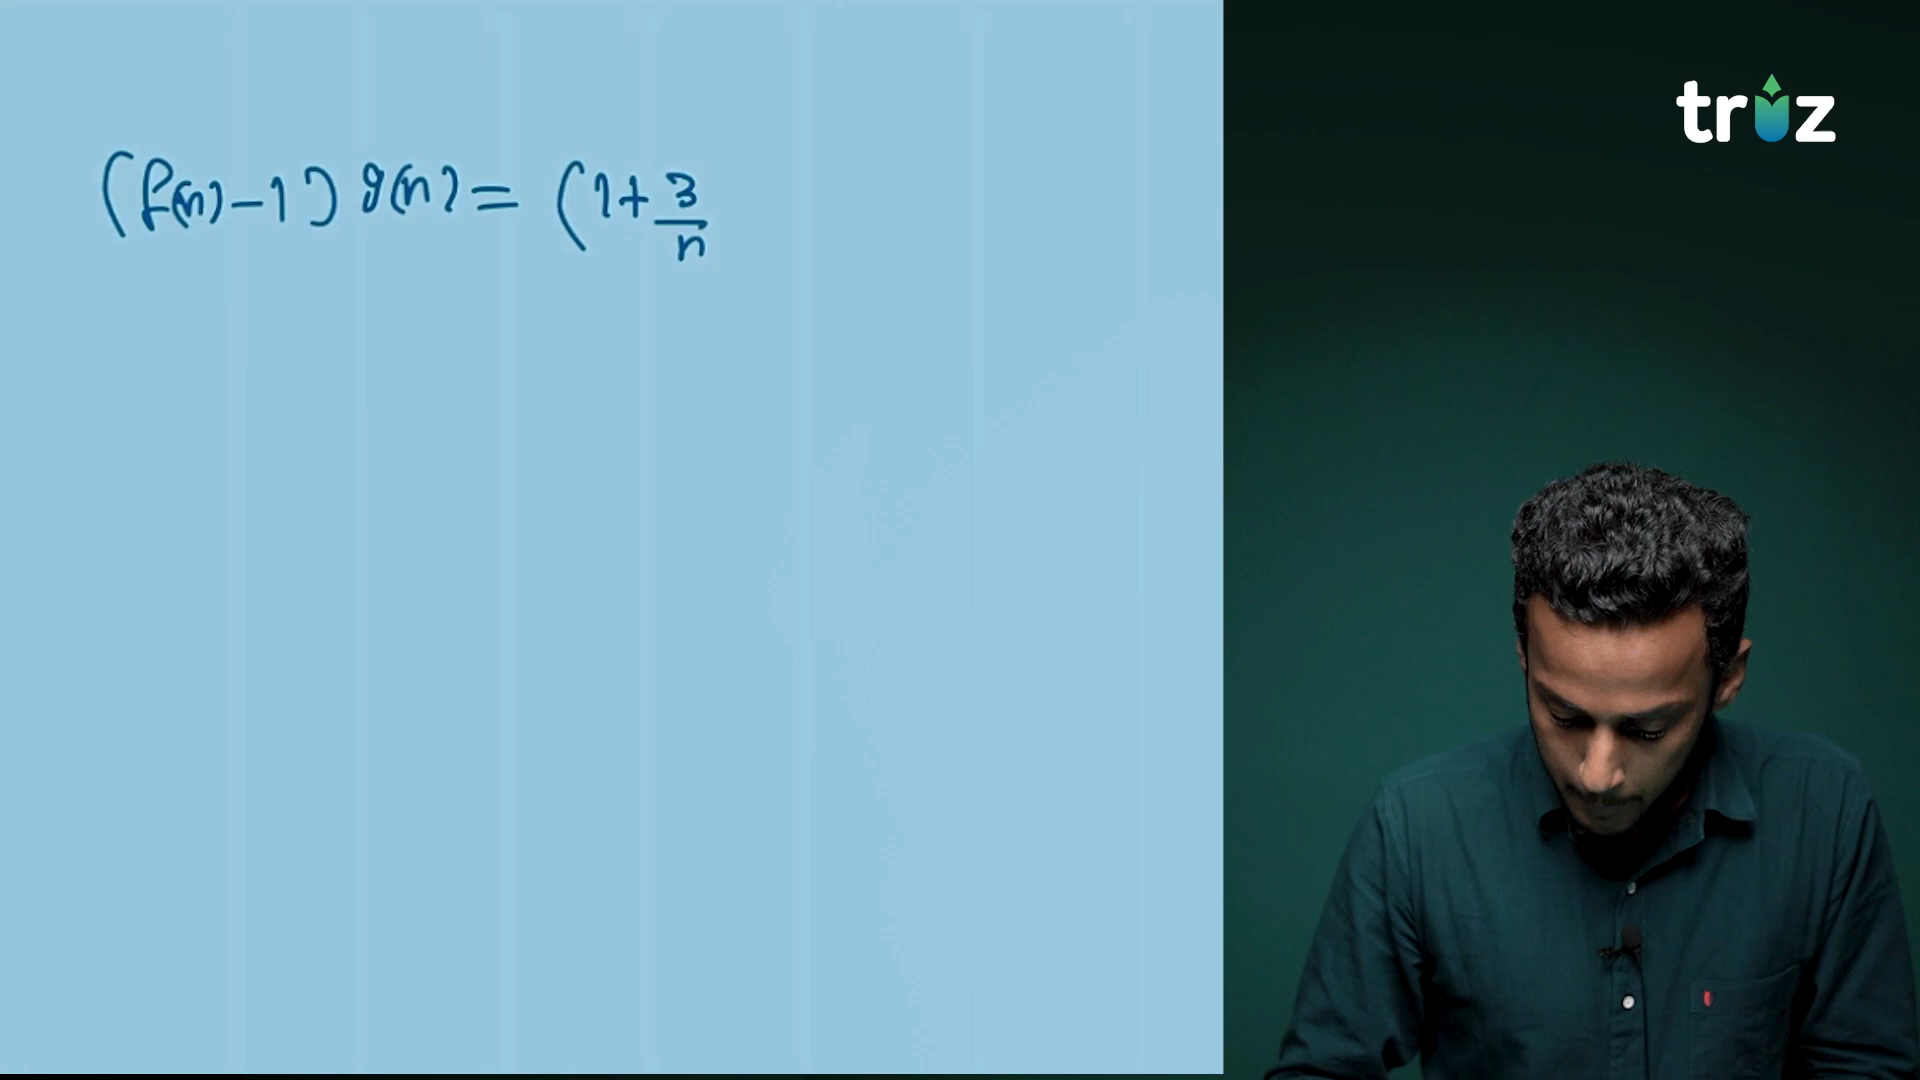 (f(n)-1) g(n) = (1+3/n
truz